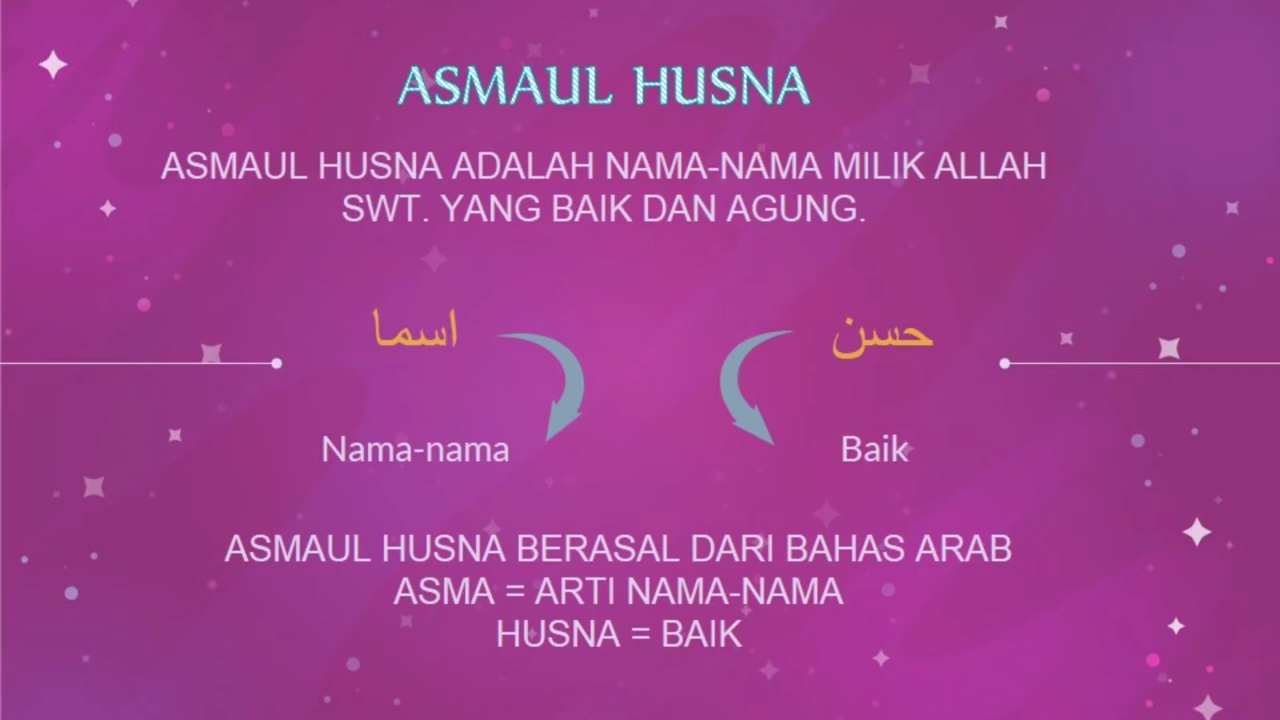 ASMAUL HUSNA
ASMAUL HUSNA ADALAH NAMA-NAMA MILIK ALLAH
SWT. YANG BAIK DAN AGUNG.
اسما
حسن
Nama-nama
Baik
ASMAUL HUSNA BERASAL DARI BAHAS ARAB
ASMA = ARTI NAMA-NAMA
HUSNA = BAIK